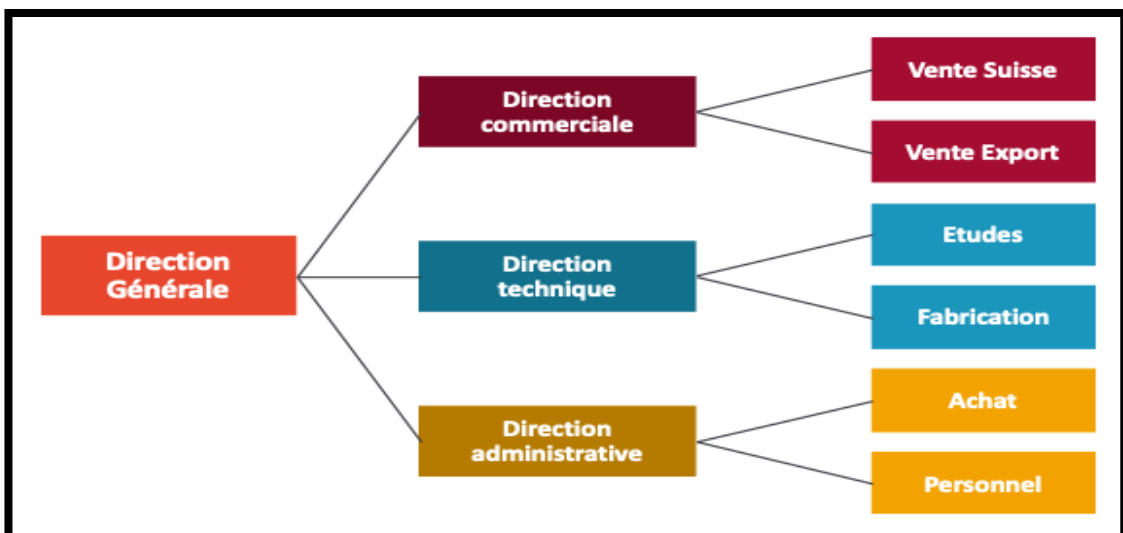 Direction
Générale
Direction
commerciale
Vente Suisse
Vente Export
Direction
technique
Etudes
Fabrication
Direction
administrative
Achat
Personnel